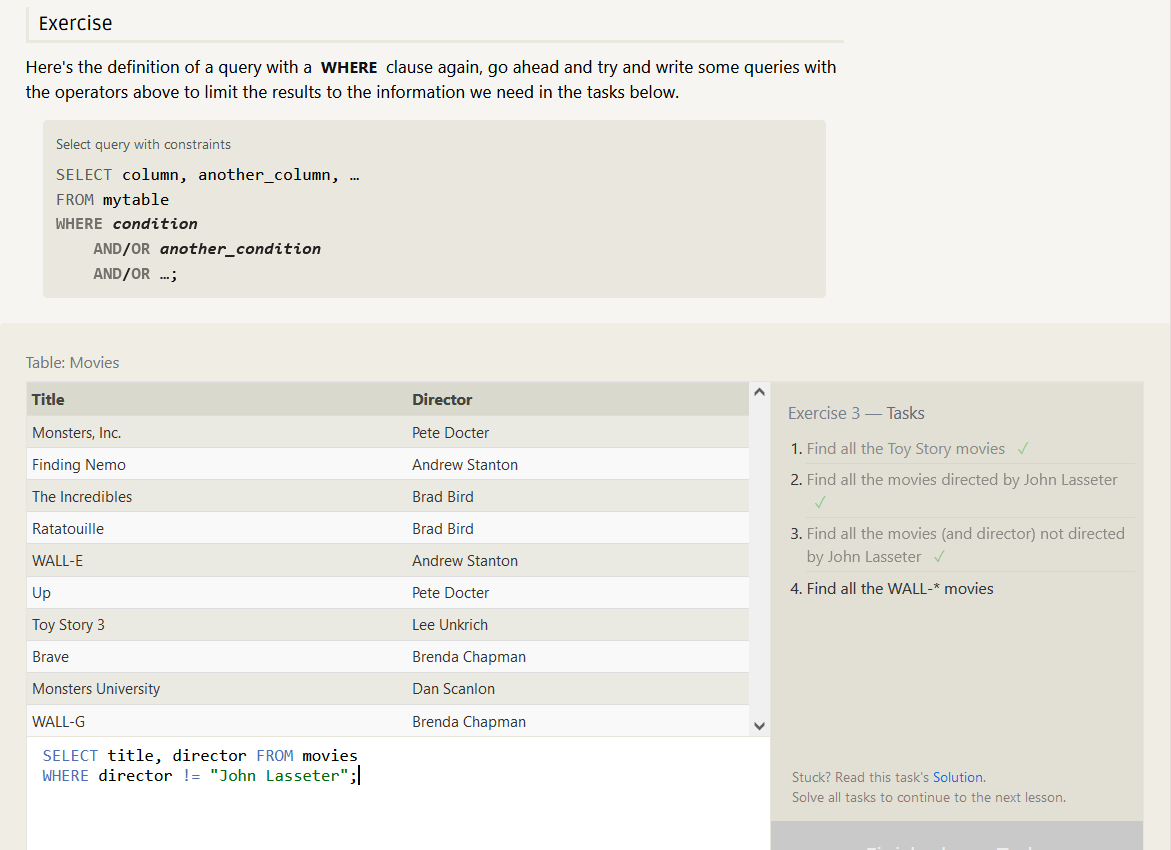 Exercise
Here's the definition of a query with a WHERE clause again, go ahead and try and write some queries with
the operators above to limit the results to the information we need in the tasks below.
Select query with constraints
SELECT column, another_column, …
FROM mytable
WHERE condition
AND/OR another_condition
AND/OR …;
Table: Movies
Title Director
Monsters, Inc. Pete Docter
Finding Nemo Andrew Stanton
The Incredibles Brad Bird
Ratatouille Brad Bird
WALL-E Andrew Stanton
Up Pete Docter
Toy Story 3 Lee Unkrich
Brave Brenda Chapman
Monsters University Dan Scanlon
WALL-G Brenda Chapman
SELECT title, director FROM movies
WHERE director != "John Lasseter";
Exercise 3 — Tasks
1. Find all the Toy Story movies ✓
2. Find all the movies directed by John Lasseter
✓
3. Find all the movies (and director) not directed
by John Lasseter ✓
4. Find all the WALL-* movies
Stuck? Read this task's Solution.
Solve all tasks to continue to the next lesson.